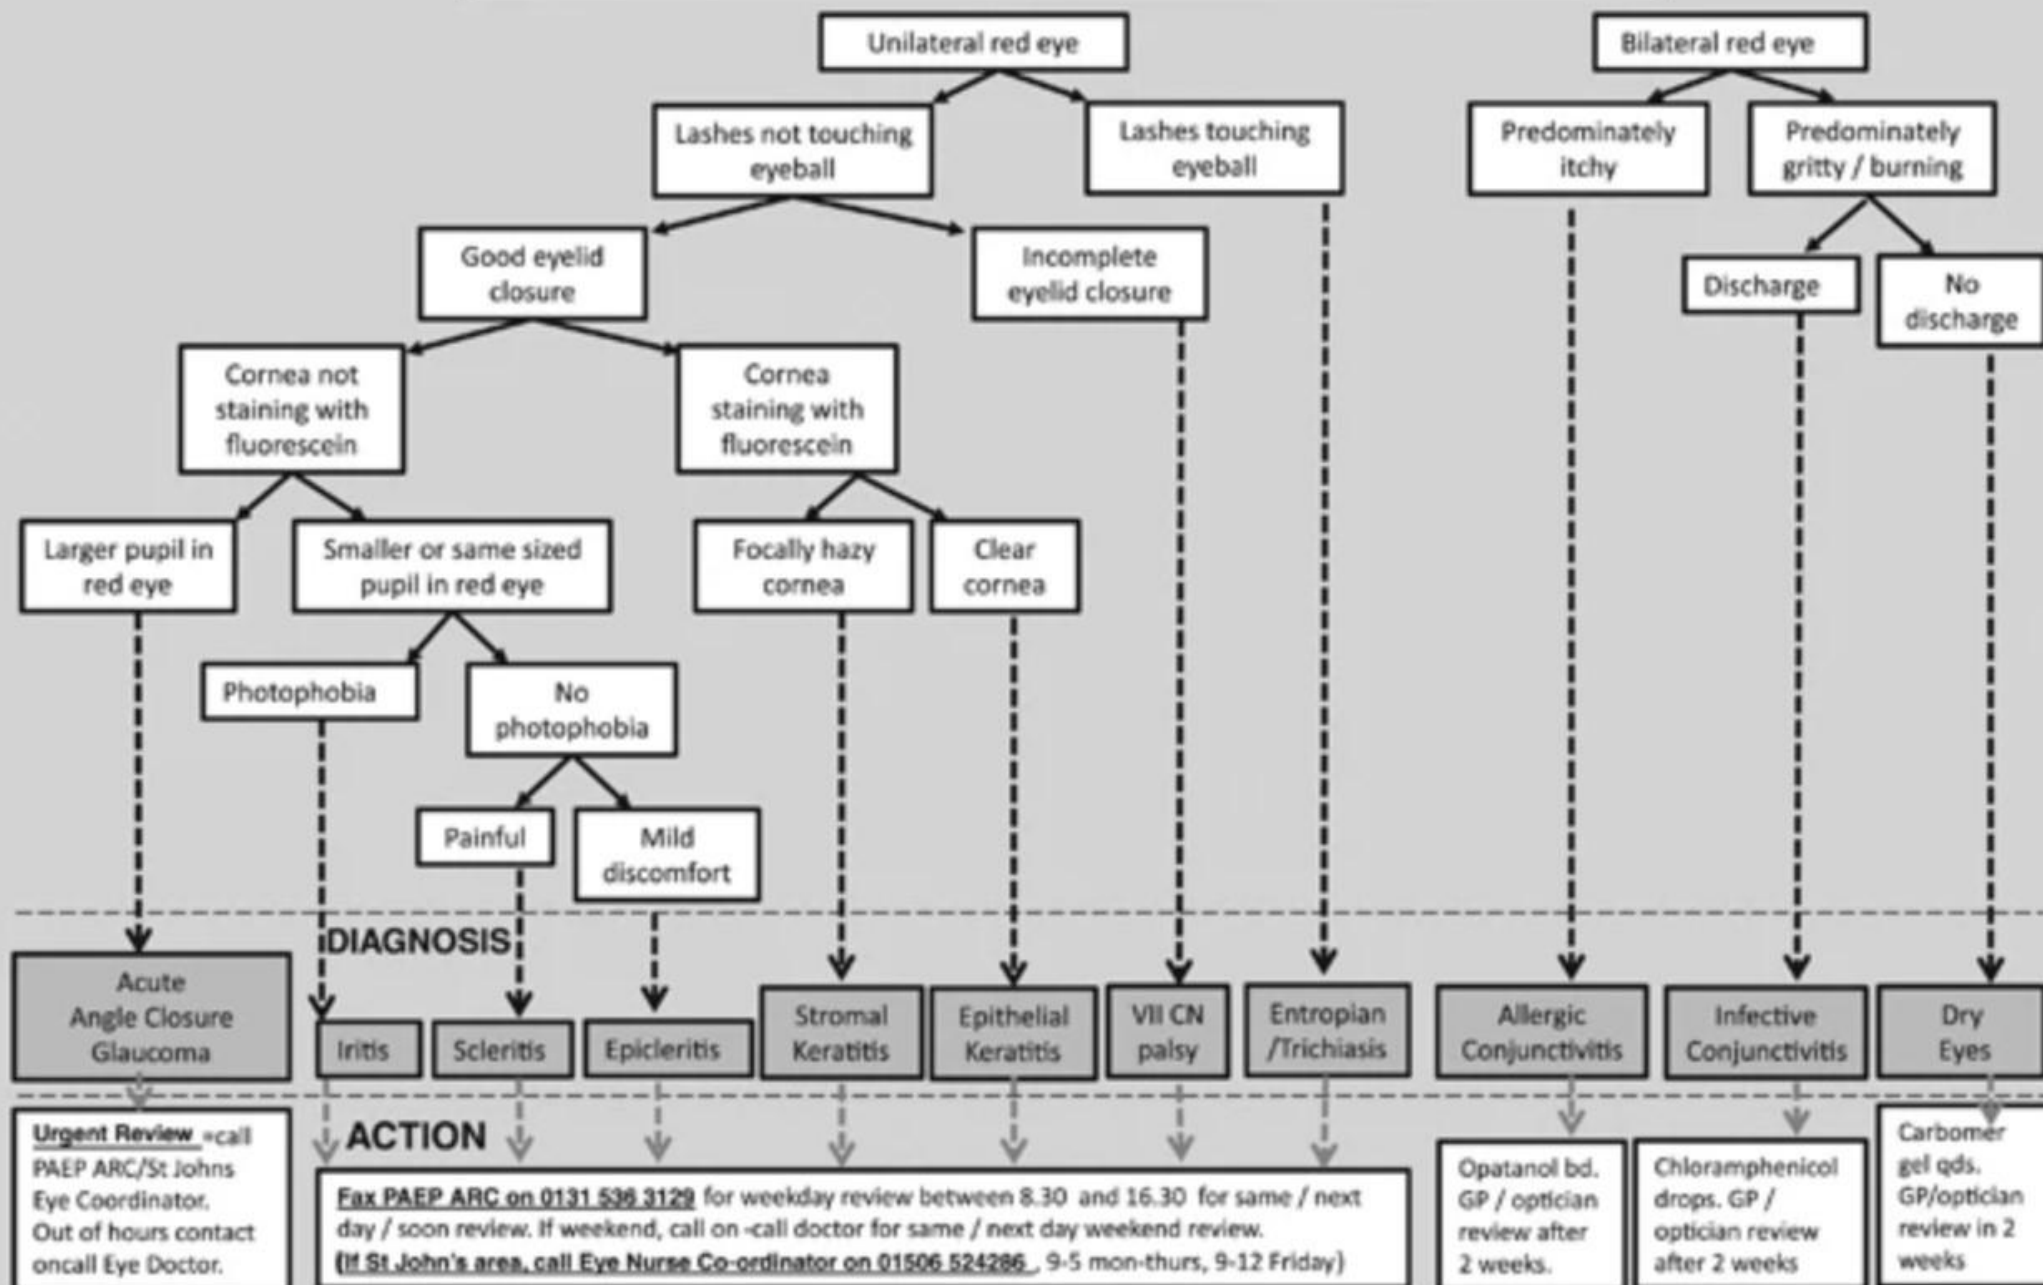 Unilateral red eye
Bilateral red eye
Lashes not touching
eyeball
Lashes touching
eyeball
Predominately
itchy
Predominately
gritty / burning
Good eyelid
closure
Incomplete
eyelid closure
Discharge
No
discharge
Cornea not
staining with
fluorescein
Cornea
staining with
fluorescein
Larger pupil in
red eye
Smaller or same sized
pupil in red eye
Focally hazy
cornea
Clear
cornea
Photophobia
No
photophobia
Painful
Mild
discomfort
DIAGNOSIS
Acute
Angle Closure
Glaucoma
Iritis
Scleritis
Epicleritis
Stromal
Keratitis
Epithelial
Keratitis
VII CN
palsy
Entropian
/Trichiasis
Allergic
Conjunctivitis
Infective
Conjunctivitis
Dry
Eyes
ACTION
Urgent Review =call
PAEP ARC/St Johns
Eye Coordinator.
Out of hours contact
oncall Eye Doctor.
Fax PAEP ARC on 0131 536 3129 for weekday review between 8.30 and 16.30 for same / next
day / soon review. If weekend, call on -call doctor for same / next day weekend review.
(If St John's area, call Eye Nurse Co-ordinator on 01506 524286 , 9-5 mon-thurs, 9-12 Friday)
Opatanol bd.
GP / optician
review after
2 weeks.
Chloramphenicol
drops. GP /
optician review
after 2 weeks
Carbomer
gel qds.
GP/optician
review in 2
weeks